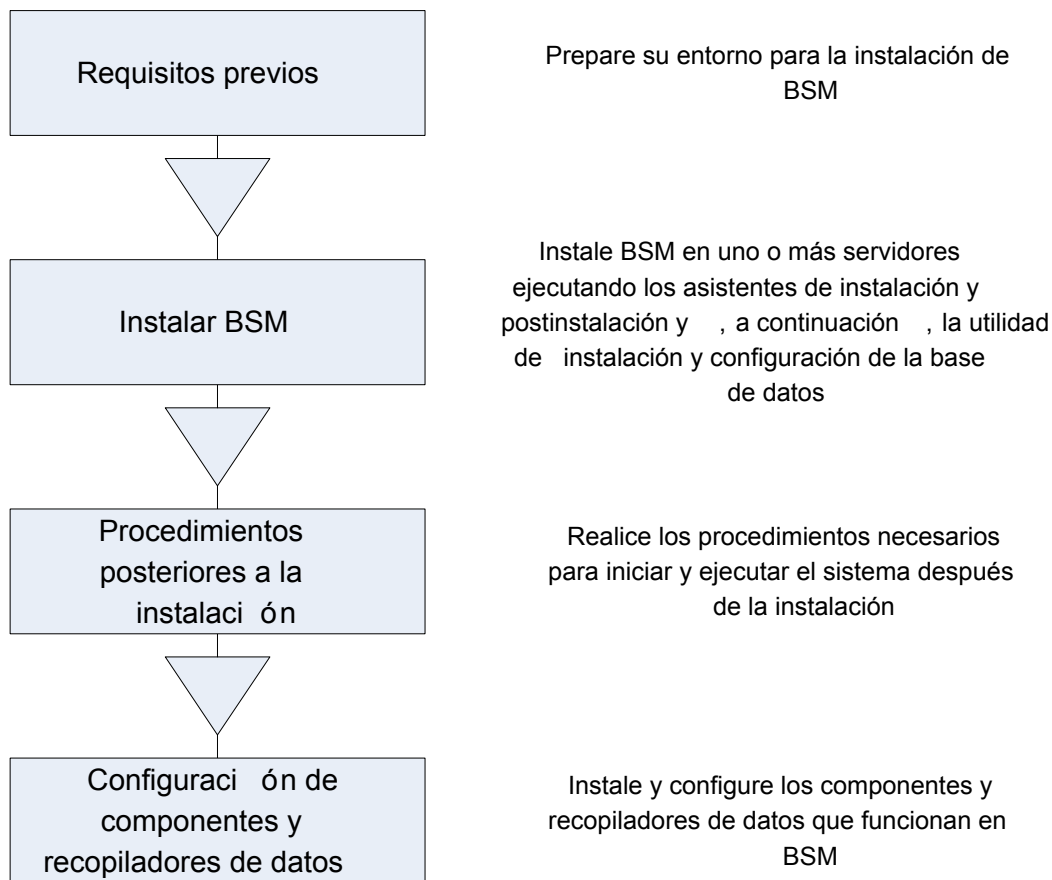 Requisitos previos
Prepare su entorno para la instalación de
BSM
Instalar BSM
Instale BSM en uno o más servidores
ejecutando los asistentes de instalación y
postinstalación y , a continuación , la utilidad
de instalación y configuración de la base
de datos
Procedimientos
posteriores a la
instalaci ón
Realice los procedimientos necesarios
para iniciar y ejecutar el sistema después
de la instalación
Configuraci ón de
componentes y
recopiladores de datos
Instale y configure los componentes y
recopiladores de datos que funcionan en
BSM